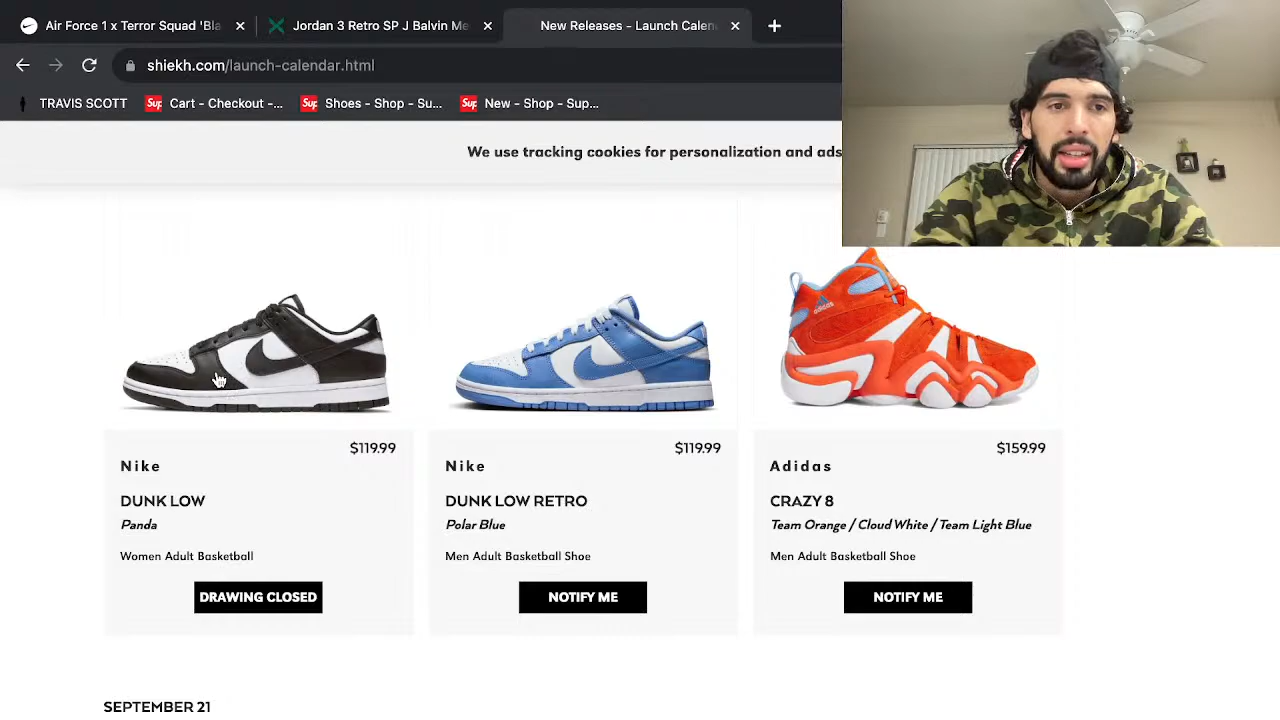 Air Force 1 x Terror Squad 'Bla
Jordan 3 Retro SP J Balvin Me
New Releases - Launch Calen
shiekh.com/launch-calendar.html
TRAVIS SCOTT
Sup Cart - Checkout -...
Sup Shoes - Shop - Su...
Sup New - Shop - Sup...
We use tracking cookies for personalization and ads
adidas
$119.99
Nike
DUNK LOW
Panda
Women Adult Basketball
DRAWING CLOSED
$119.99
Nike
DUNK LOW RETRO
Polar Blue
Men Adult Basketball Shoe
NOTIFY ME
$159.99
Adidas
CRAZY 8
Team Orange / Cloud White / Team Light Blue
Men Adult Basketball Shoe
NOTIFY ME
SEPTEMBER 21